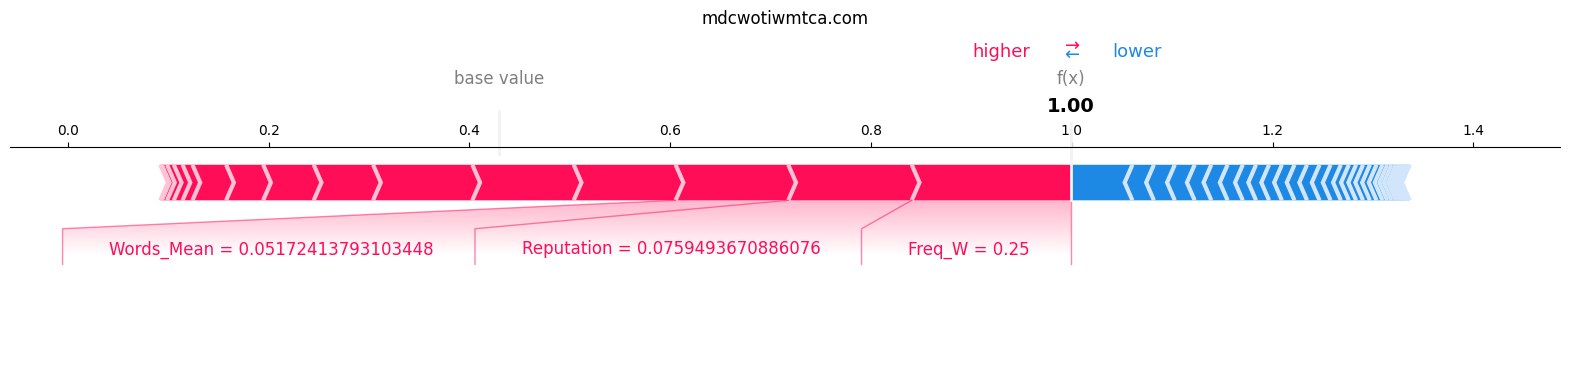 mdcwotiwmtca.com
higher ⇄ lower
base value f(x)
1.00
0.0 0.2 0.4 0.6 0.8 1.0 1.2 1.4
Words_Mean = 0.05172413793103448 Reputation = 0.0759493670886076 Freq_W = 0.25